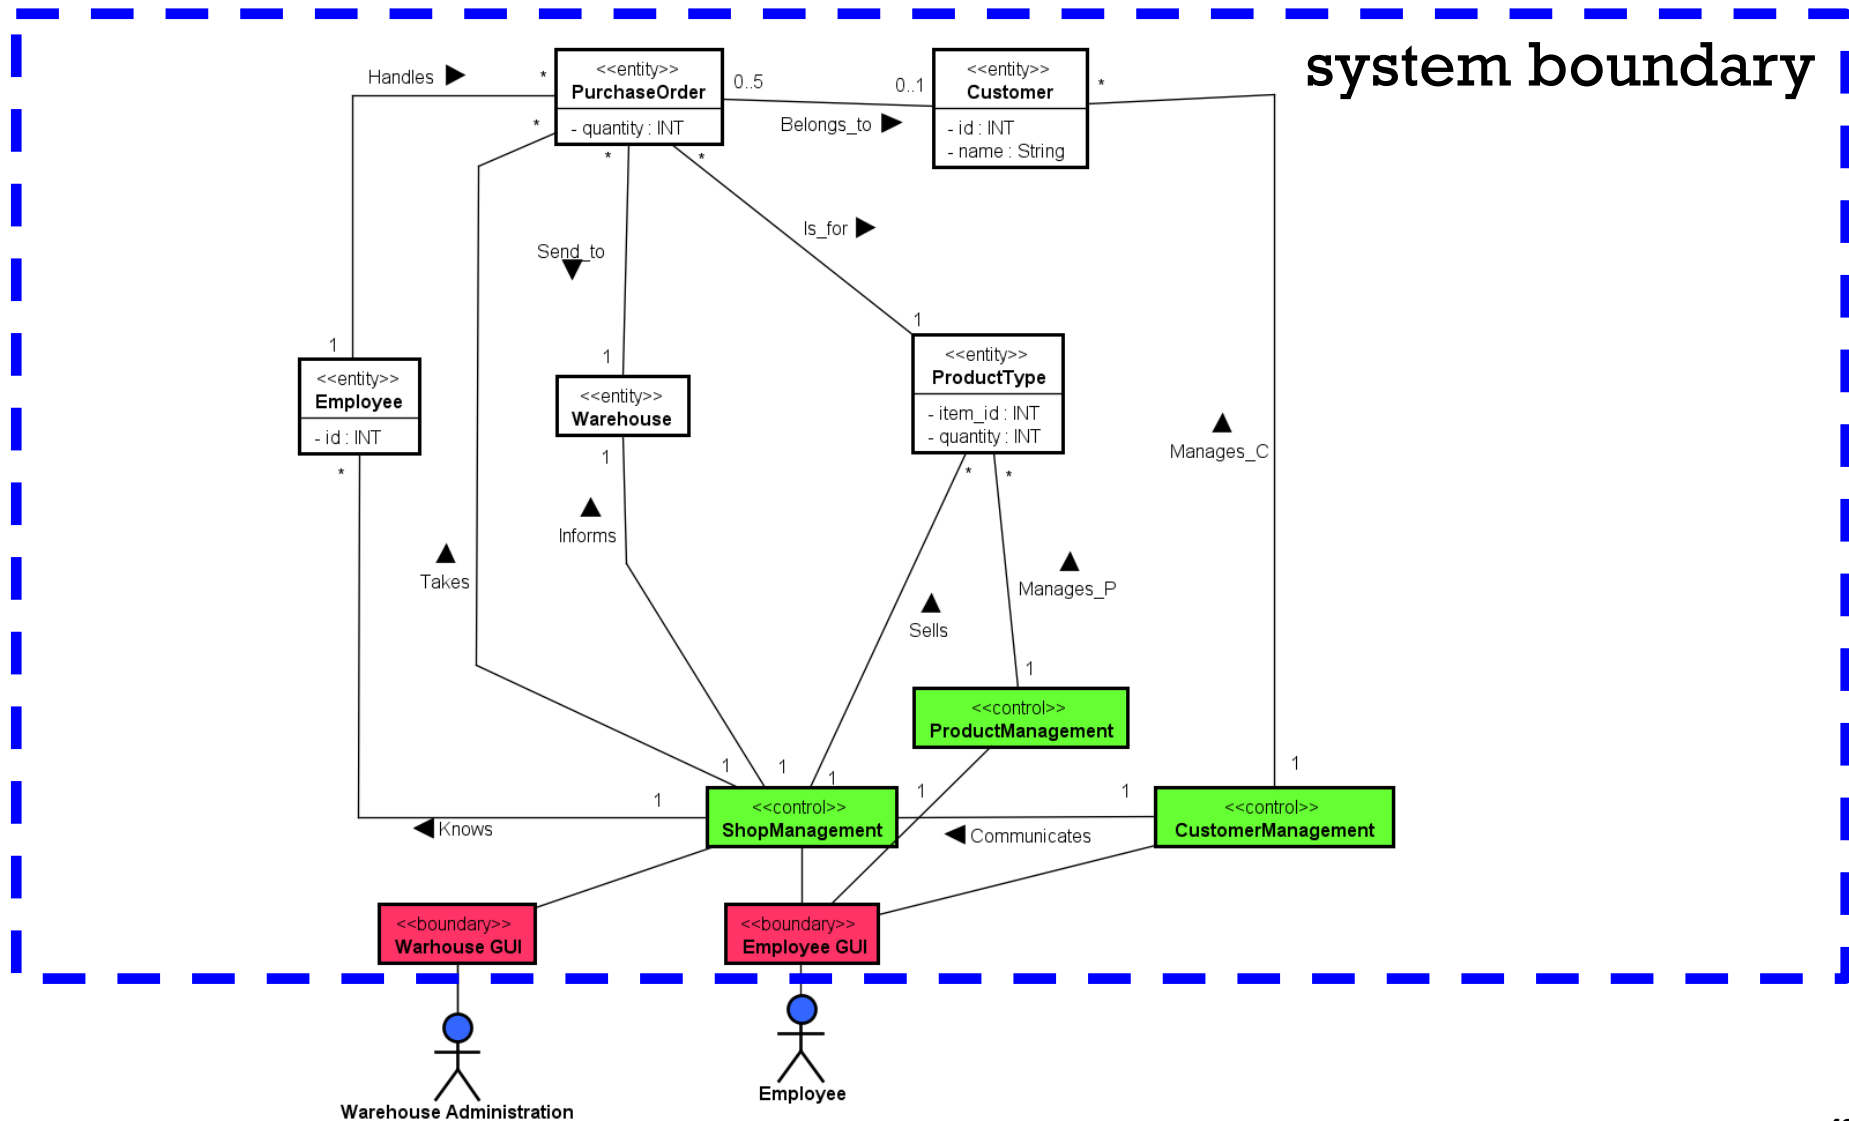 system boundary
Handles
*
<<entity>>
PurchaseOrder
- quantity : INT
0..5
0..1
Belongs_to
<<entity>>
Customer
- id : INT
- name : String
*
*
*
*
Send_to
Is_for
1
1
1
<<entity>>
Employee
- id : INT
*
<<entity>>
Warehouse
1
<<entity>>
ProductType
- item_id : INT
- quantity : INT
*
*
Manages_C
Informs
Takes
Sells
Manages_P
1
<<control>>
ProductManagement
1
1
1
1
1
1
1
<<control>>
ShopManagement
<<control>>
CustomerManagement
Knows
Communicates
<<boundary>>
Warhouse GUI
<<boundary>>
Employee GUI
Employee
Warehouse Administration